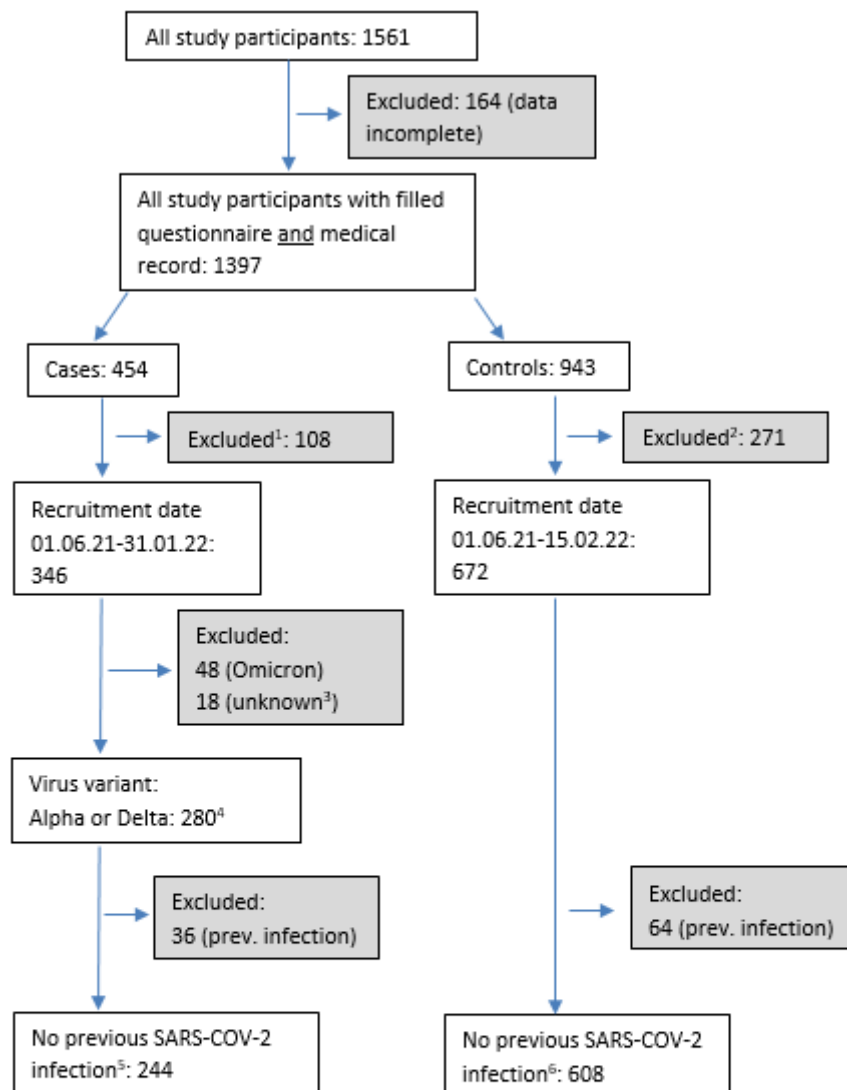 All study participants: 1561
Excluded: 164 (data
incomplete)
All study participants with filled
questionnaire and medical
record: 1397
Cases: 454
Controls: 943
Excluded¹: 108
Excluded²: 271
Recruitment date
01.06.21-31.01.22:
346
Recruitment date
01.06.21-15.02.22:
672
Excluded:
48 (Omicron)
18 (unknown³)
Virus variant:
Alpha or Delta: 280⁴
Excluded:
36 (prev. infection)
Excluded:
64 (prev. infection)
No previous SARS-COV-2
infection⁵: 244
No previous SARS-COV-2
infection⁶: 608